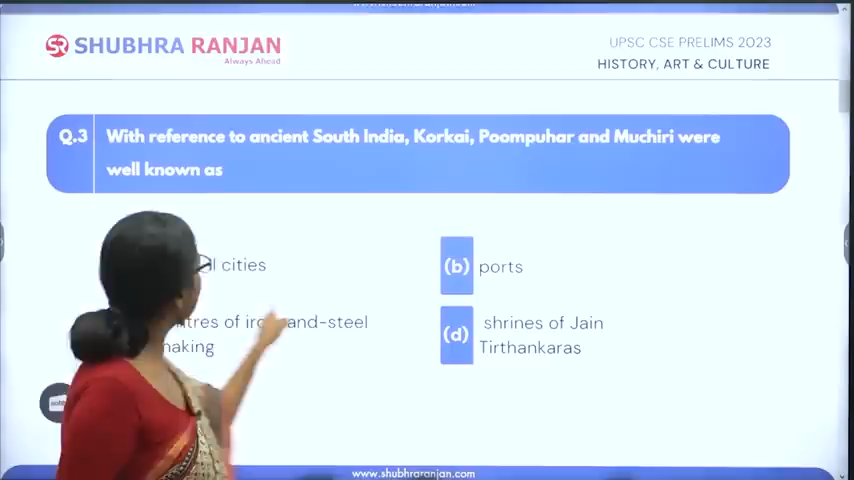 SHUBHRA RANJAN
Always Ahead
UPSC CSE PRELIMS 2023
HISTORY, ART & CULTURE
Q.3 With reference to ancient South India, Korkai, Poompuhar and Muchiri were
well known as
cities
(b) ports
of and-steel
(d) shrines of Jain
Tirthankaras
www.shubhraranjan.com